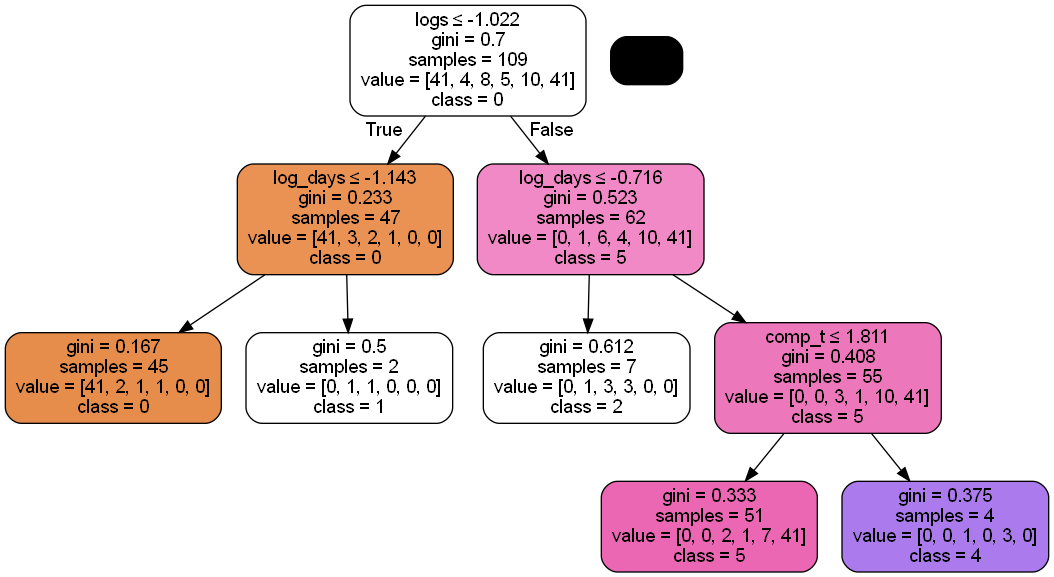 logs ≤ -1.022
gini = 0.7
samples = 109
value = [41, 4, 8, 5, 10, 41]
class = 0
True
False
log_days ≤ -1.143
gini = 0.233
samples = 47
value = [41, 3, 2, 1, 0, 0]
class = 0
log_days ≤ -0.716
gini = 0.523
samples = 62
value = [0, 1, 6, 4, 10, 41]
class = 5
gini = 0.167
samples = 45
value = [41, 2, 1, 1, 0, 0]
class = 0
gini = 0.5
samples = 2
value = [0, 1, 1, 0, 0, 0]
class = 1
gini = 0.612
samples = 7
value = [0, 1, 3, 3, 0, 0]
class = 2
comp_t ≤ 1.811
gini = 0.408
samples = 55
value = [0, 0, 3, 1, 10, 41]
class = 5
gini = 0.333
samples = 51
value = [0, 0, 2, 1, 7, 41]
class = 5
gini = 0.375
samples = 4
value = [0, 0, 1, 0, 3, 0]
class = 4